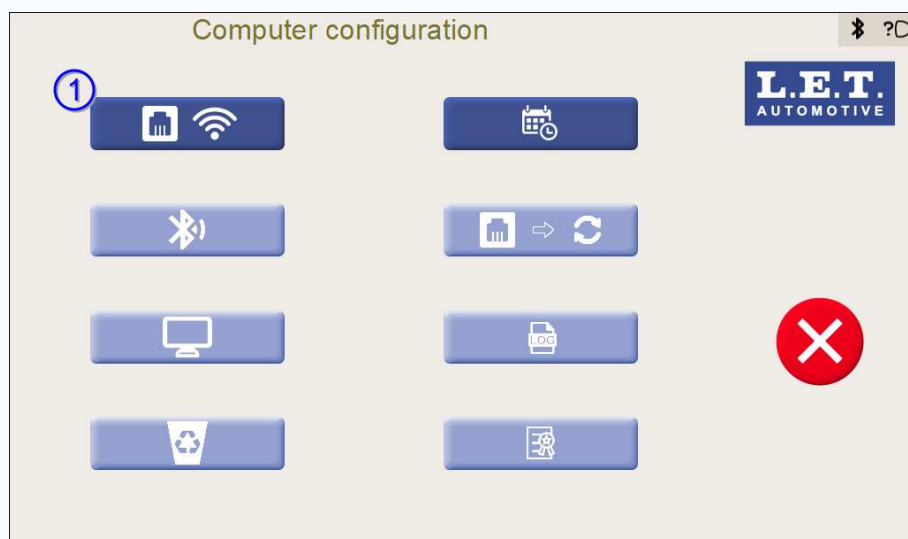 Computer configuration
?
1
L.E.T.
AUTOMOTIVE
LOG